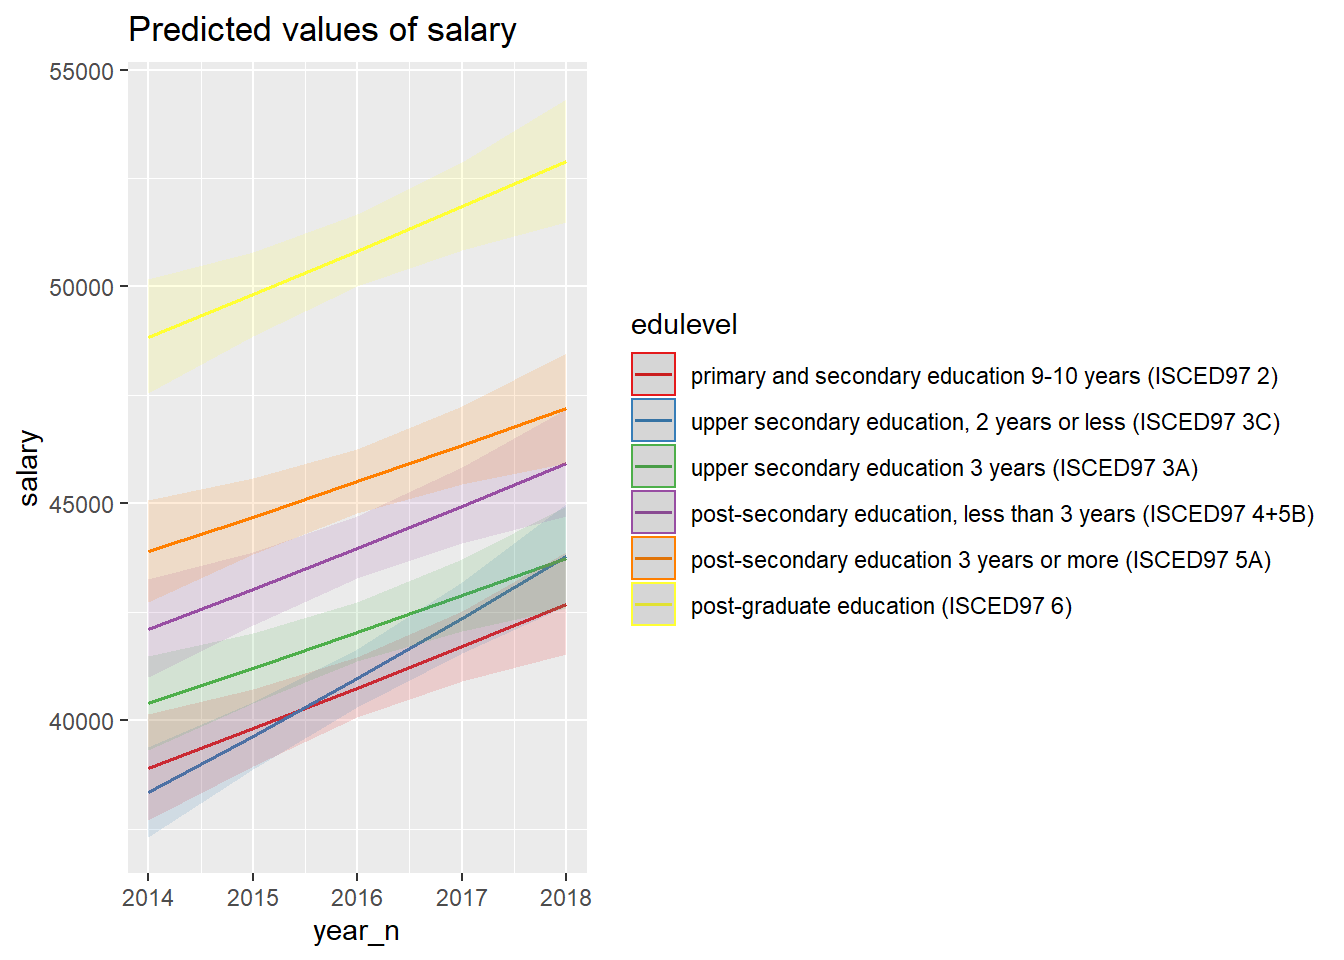 Predicted values of salary
55000
50000
45000
40000
salary
2014 2015 2016 2017 2018
year_n
edulevel
primary and secondary education 9-10 years (ISCED97 2)
upper secondary education, 2 years or less (ISCED97 3C)
upper secondary education 3 years (ISCED97 3A)
post-secondary education, less than 3 years (ISCED97 4+5B)
post-secondary education 3 years or more (ISCED97 5A)
post-graduate education (ISCED97 6)